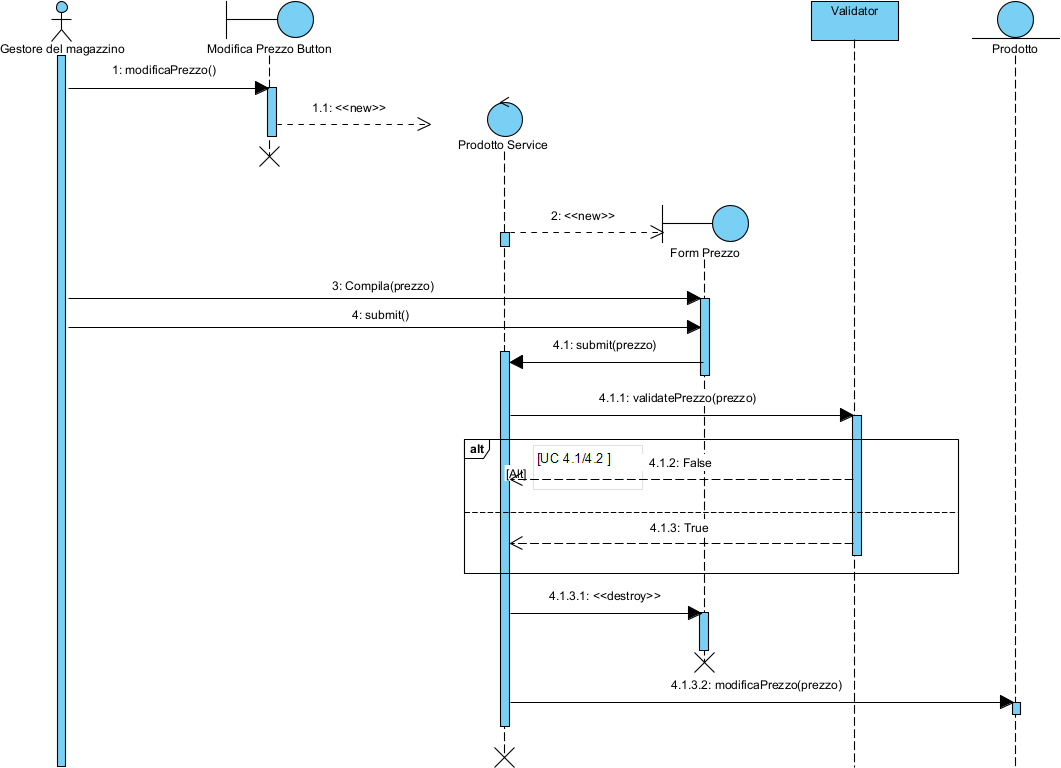 Validator
Gestore del magazzino
Modifica Prezzo Button
Prodotto
1: modificaPrezzo()
1.1: <<new>>
Prodotto Service
2: <<new>>
Form Prezzo
3: Compila(prezzo)
4: submit()
4.1: submit(prezzo)
4.1.1: validatePrezzo(prezzo)
alt
[UC 4.1/4.2 ]
4.1.2: False
[Alt]
4.1.3: True
4.1.3.1: <<destroy>>
4.1.3.2: modificaPrezzo(prezzo)